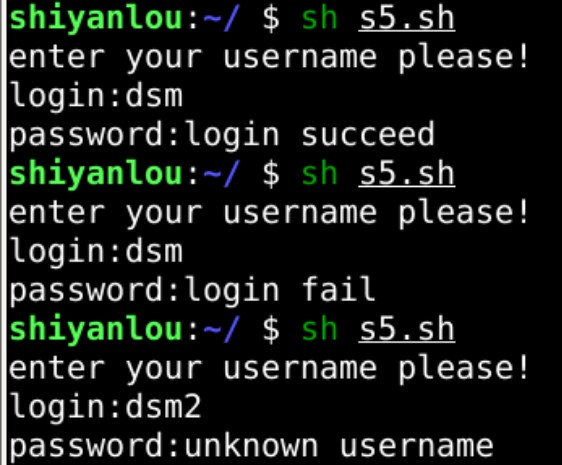 shiyanlou:~/ $ sh s5.sh
enter your username please!
login:dsm
password:login succeed
shiyanlou:~/ $ sh s5.sh
enter your username please!
login:dsm
password:login fail
shiyanlou:~/ $ sh s5.sh
enter your username please!
login:dsm2
password:unknown username